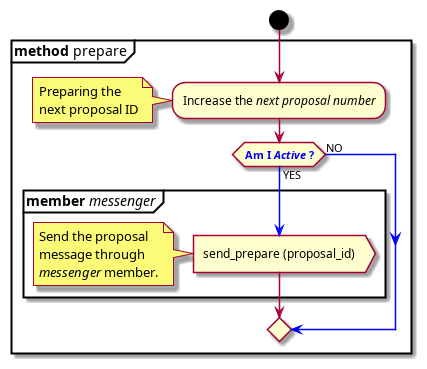 method prepare
Preparing the
next proposal ID
Increase the next proposal number
Am I Active ?
NO
YES
member messenger
Send the proposal
message through
messenger member.
send_prepare (proposal_id)